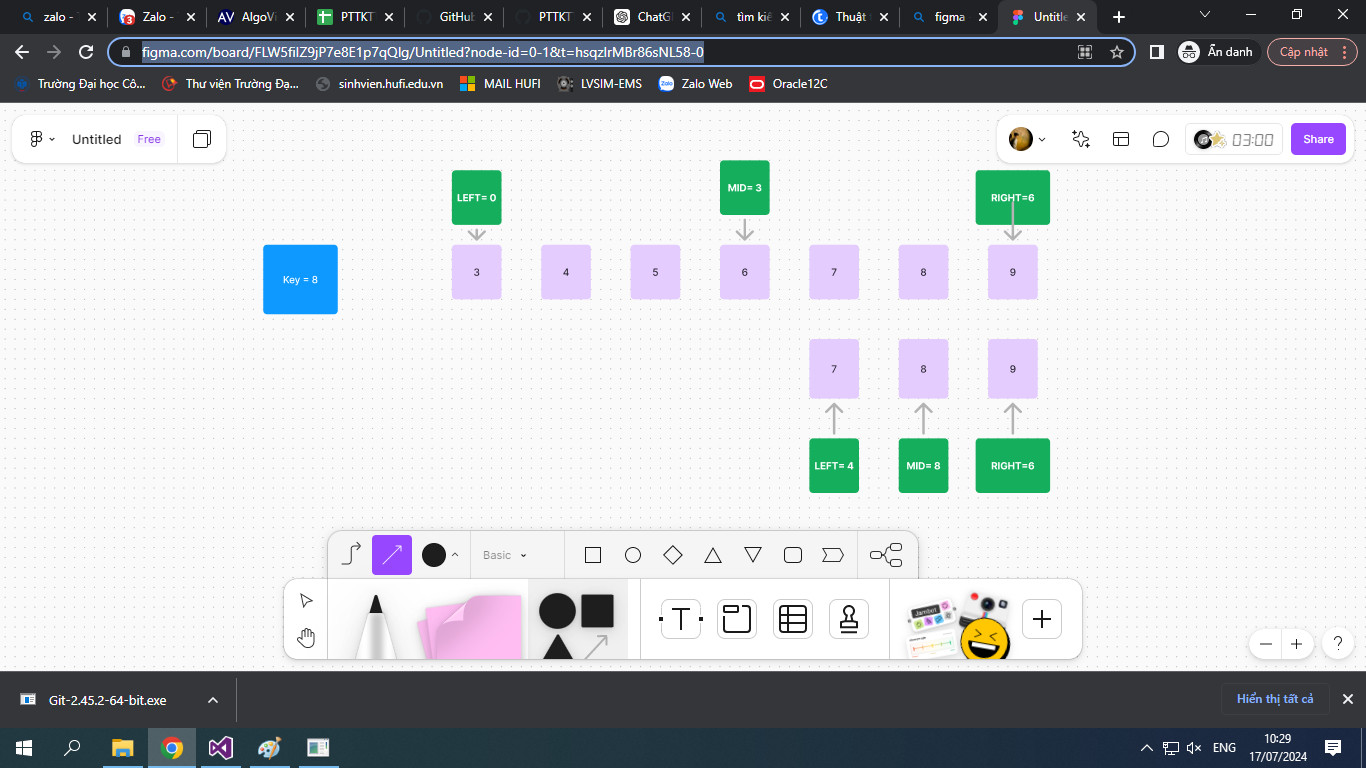 zalo - T
Zalo -
AlgoVi
PTTKT
GitHub
PTTKT
ChatG
tìm kiế
Thuật t
figma
Untitle
figma.com/board/FLW5fiIZ9jP7e8E1p7qQlg/Untitled?node-id=0-1&t=hsqzlrMBr86sNL58-0
Ẩn danh
Cập nhật
Trường Đại học Cô...
Thư viện Trường Đạ...
sinhvien.hufi.edu.vn
MAIL HUFI
LVSIM-EMS
Zalo Web
Oracle12C
Untitled Free
03:00
Share
LEFT= 0
MID= 3
RIGHT=6
Key = 8
3 4 5 6 7 8 9
7 8 9
LEFT= 4
MID= 8
RIGHT=6
Basic
T
Jambot
Git-2.45.2-64-bit.exe
Hiển thị tất cả
ENG
10:29
17/07/2024